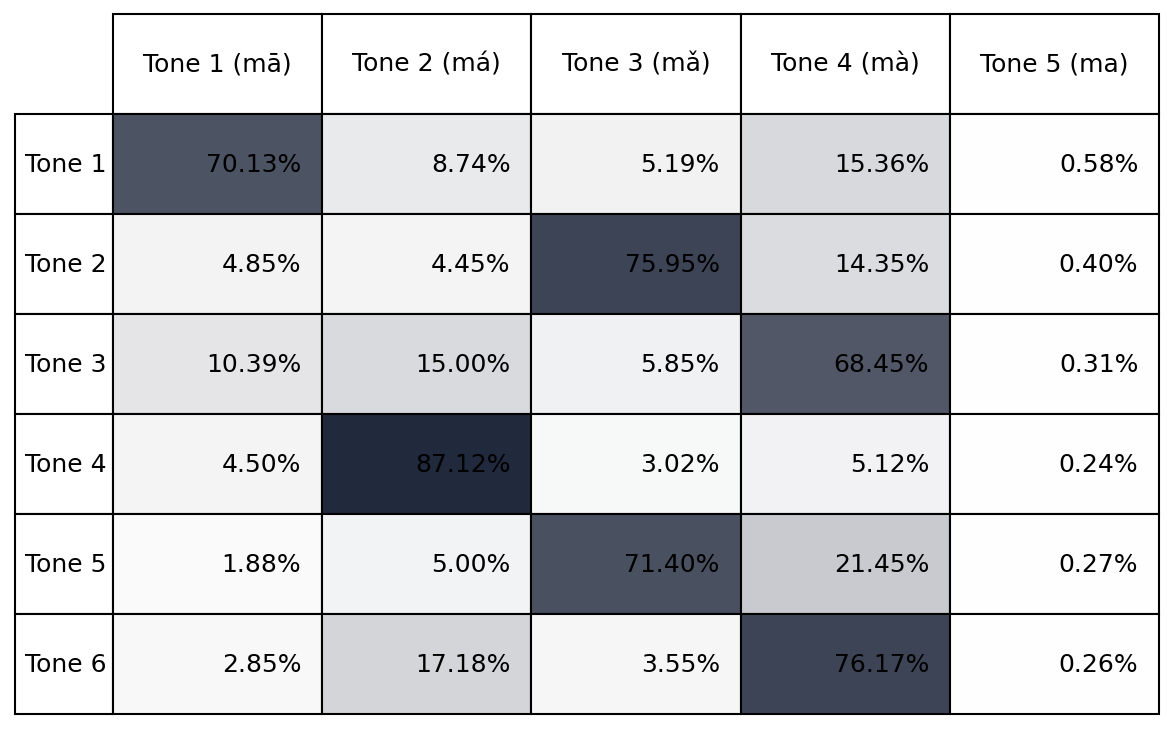 Tone 1 (mā) Tone 2 (má) Tone 3 (mǎ) Tone 4 (mà) Tone 5 (ma)
Tone 1 70.13% 8.74% 5.19% 15.36% 0.58%
Tone 2 4.85% 4.45% 75.95% 14.35% 0.40%
Tone 3 10.39% 15.00% 5.85% 68.45% 0.31%
Tone 4 4.50% 87.12% 3.02% 5.12% 0.24%
Tone 5 1.88% 5.00% 71.40% 21.45% 0.27%
Tone 6 2.85% 17.18% 3.55% 76.17% 0.26%